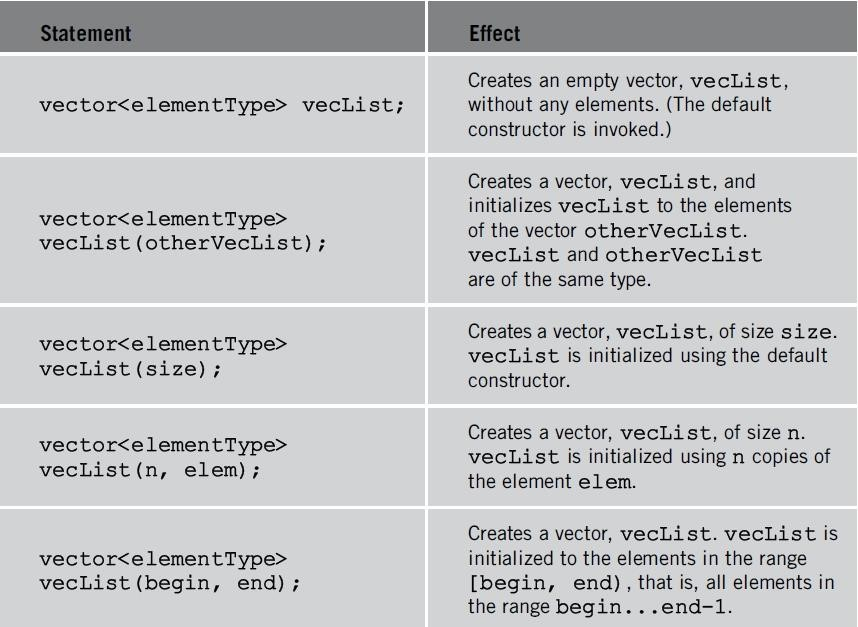 Statement
Effect
vector<elementType> vecList;
Creates an empty vector, vecList,
without any elements. (The default
constructor is invoked.)
vector<elementType>
vecList(otherVecList);
Creates a vector, vecList, and
initializes vecList to the elements
of the vector otherVecList.
vecList and otherVecList
are of the same type.
vector<elementType>
vecList(size);
Creates a vector, vecList, of size size.
vecList is initialized using the default
constructor.
vector<elementType>
vecList(n, elem);
Creates a vector, vecList, of size n.
vecList is initialized using n copies of
the element elem.
vector<elementType>
vecList(begin, end);
Creates a vector, vecList. vecList is
initialized to the elements in the range
[begin, end), that is, all elements in
the range begin...end-1.